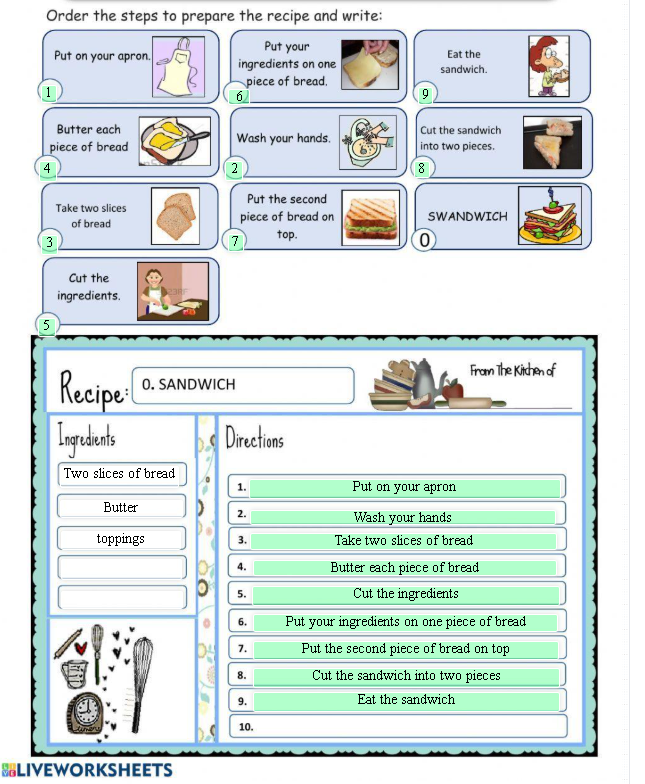 Order the steps to prepare the recipe and write:
Put on your apron.
1
Put your
ingredients on one
piece of bread.
6
Eat the
sandwich.
9
Butter each
piece of bread
4
Wash your hands.
2
Cut the sandwich
into two pieces.
8
Take two slices
of bread
3
Put the second
piece of bread on
top.
7
SWANDWICH
0
Cut the
ingredients.
5
Recipe:
0. SANDWICH
From The Kitchen of
Ingredients
Two slices of bread
Butter
toppings
Directions
1. Put on your apron
2. Wash your hands
3. Take two slices of bread
4. Butter each piece of bread
5. Cut the ingredients
6. Put your ingredients on one piece of bread
7. Put the second piece of bread on top
8. Cut the sandwich into two pieces
9. Eat the sandwich
10.
LIVEWORKSHEETS